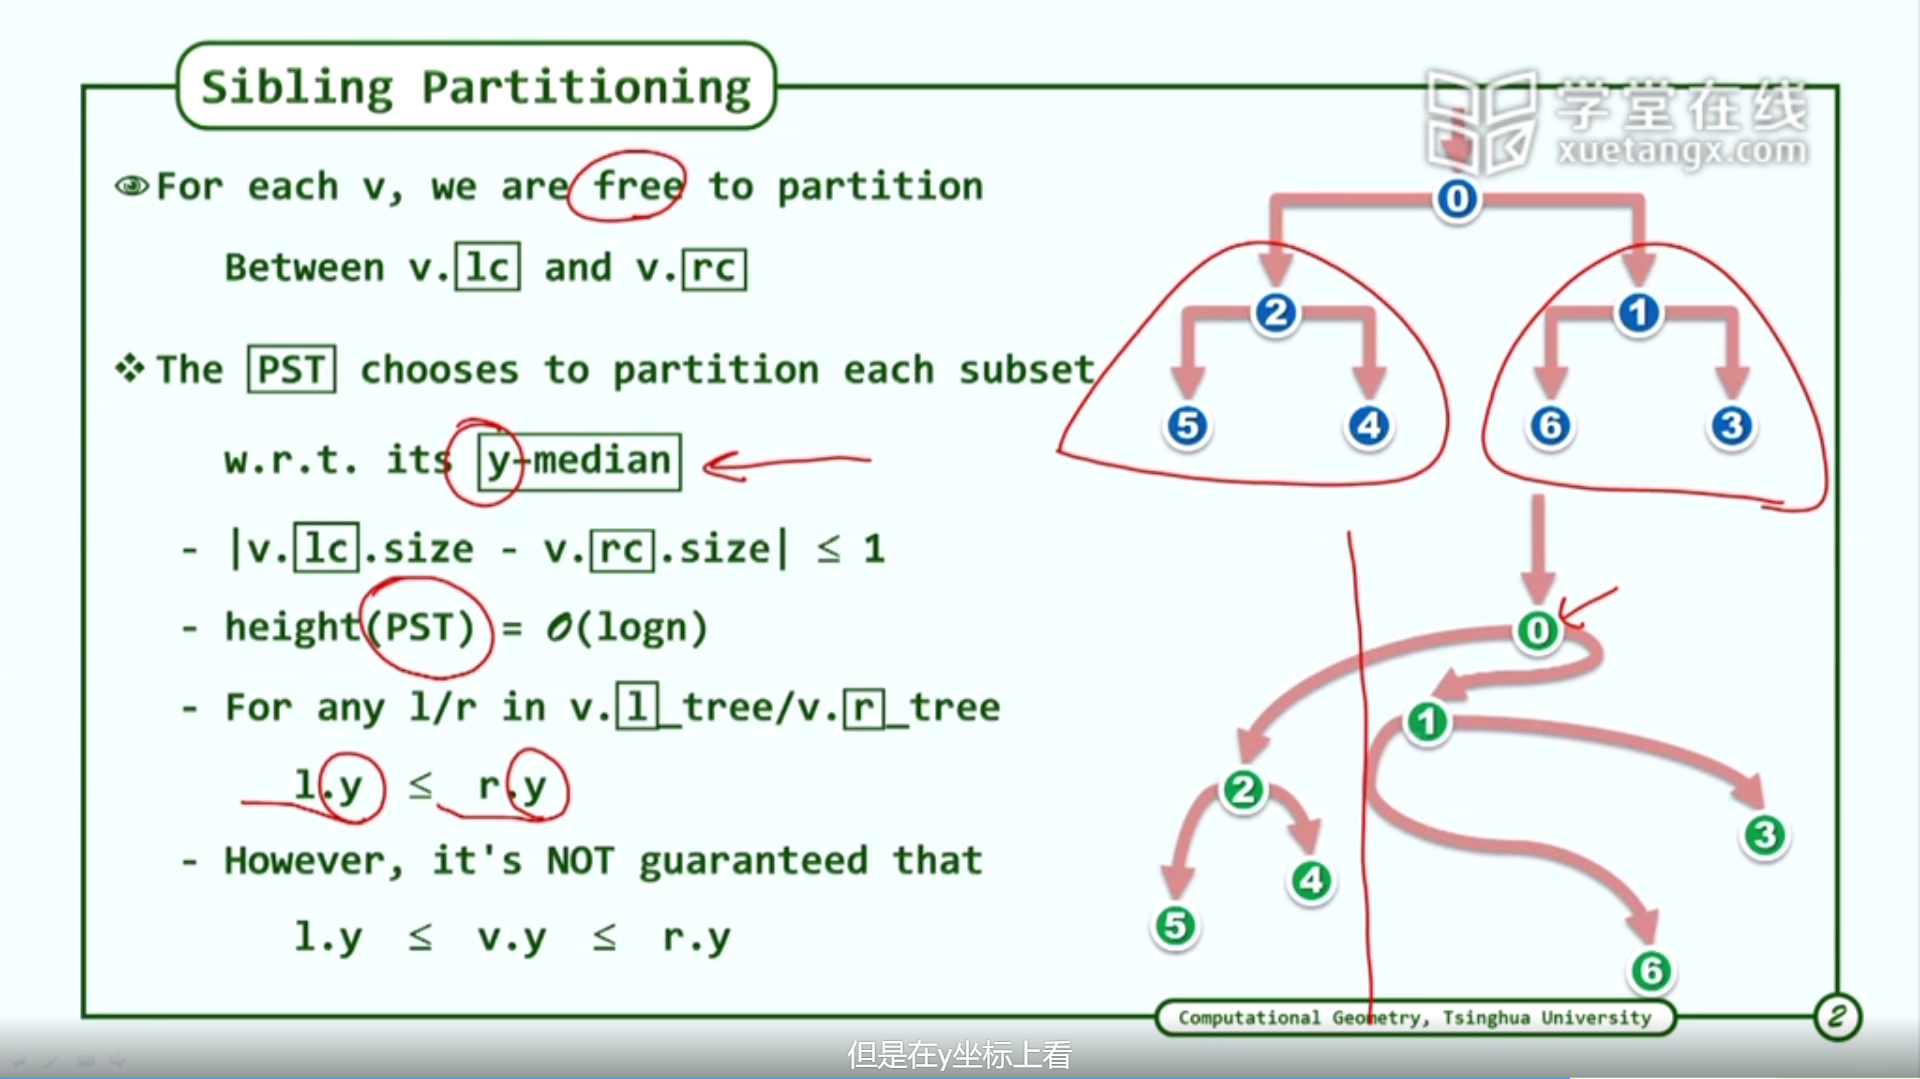 Sibling Partitioning
学堂在线
xuetangx.com
For each v, we are free to partition
Between v.lc and v.rc
The PST chooses to partition each subset
w.r.t. its y-median
- |v.lc.size - v.rc.size| ≤ 1
- height(PST) = O(logn)
- For any l/r in v.l_tree/v.r_tree
l.y ≤ r.y
- However, it's NOT guaranteed that
l.y ≤ v.y ≤ r.y
0
2 1
5 4 6 3
0
1
2
3
4
5
6
Computational Geometry, Tsinghua University
2
但是在y坐标上看